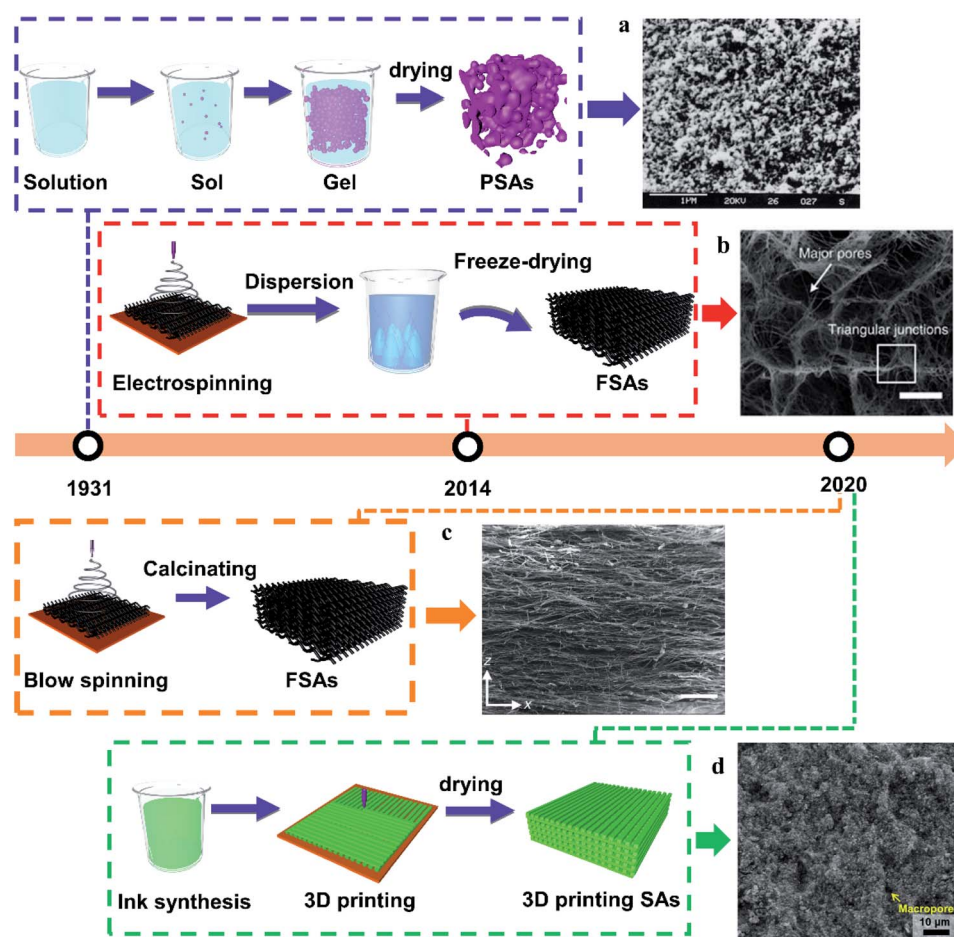 a
drying
Solution
Sol
Gel
PSAs
1µM 20KV 26 027 S
b
Dispersion
Freeze-drying
Electrospinning
FSAs
Major pores
Triangular junctions
1931
2014
2020
c
Calcinating
Blow spinning
FSAs
z
x
d
drying
Ink synthesis
3D printing
3D printing SAs
Macropore
10 µm